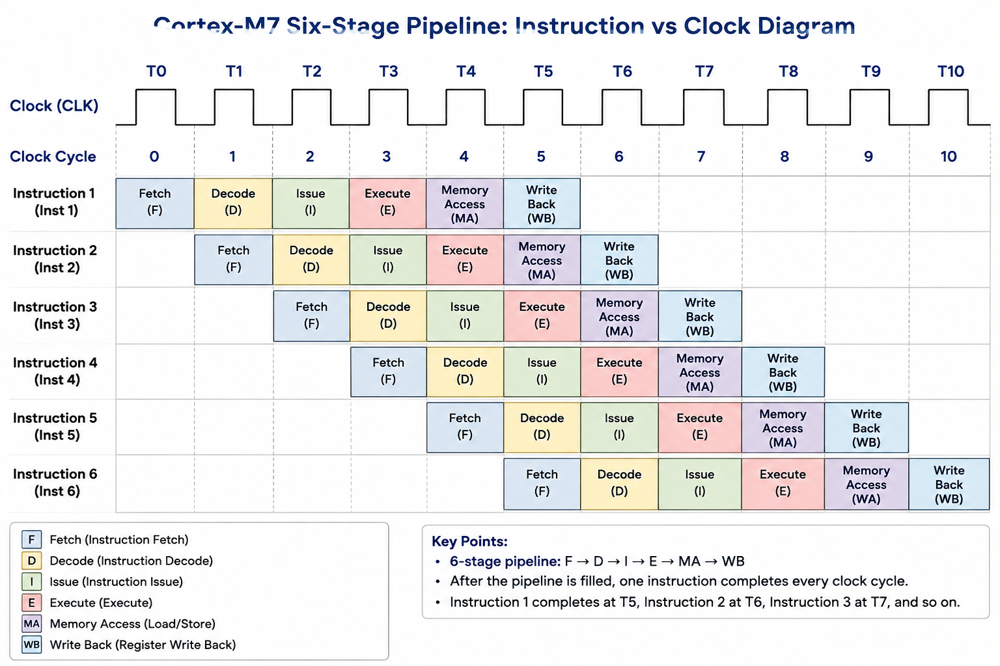 Cortex-M7 Six-Stage Pipeline: Instruction vs Clock Diagram
T0 T1 T2 T3 T4 T5 T6 T7 T8 T9 T10
Clock (CLK)
Clock Cycle 0 1 2 3 4 5 6 7 8 9 10
Instruction 1
(Inst 1)
Fetch
(F)
Decode
(D)
Issue
(I)
Execute
(E)
Memory
Access
(MA)
Write
Back
(WB)
Instruction 2
(Inst 2)
Fetch
(F)
Decode
(D)
Issue
(I)
Execute
(E)
Memory
Access
(MA)
Write
Back
(WB)
Instruction 3
(Inst 3)
Fetch
(F)
Decode
(D)
Issue
(I)
Execute
(E)
Memory
Access
(MA)
Write
Back
(WB)
Instruction 4
(Inst 4)
Fetch
(F)
Decode
(D)
Issue
(I)
Execute
(E)
Memory
Access
(MA)
Write
Back
(WB)
Instruction 5
(Inst 5)
Fetch
(F)
Decode
(D)
Issue
(I)
Execute
(E)
Memory
Access
(MA)
Write
Back
(WB)
Instruction 6
(Inst 6)
Fetch
(F)
Decode
(D)
Issue
(I)
Execute
(E)
Memory
Access
(WA)
Write
Back
(WB)
F Fetch (Instruction Fetch)
D Decode (Instruction Decode)
I Issue (Instruction Issue)
E Execute (Execute)
MA Memory Access (Load/Store)
WB Write Back (Register Write Back)
Key Points:
• 6-stage pipeline: F → D → I → E → MA → WB
• After the pipeline is filled, one instruction completes every clock cycle.
• Instruction 1 completes at T5, Instruction 2 at T6, Instruction 3 at T7, and so on.